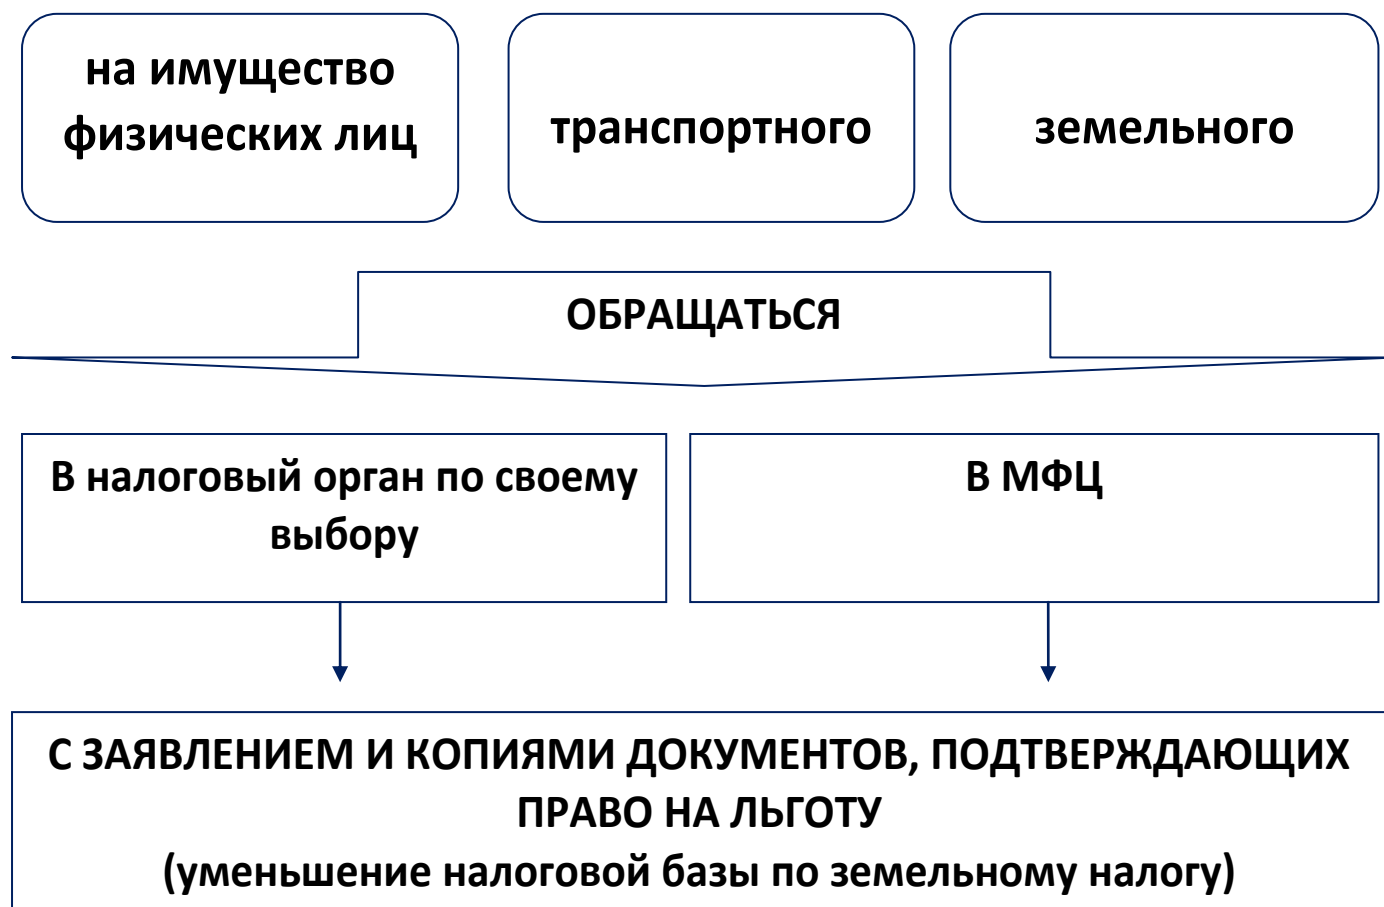 на имущество
физических лиц
транспортного
земельного
ОБРАЩАТЬСЯ
В налоговый орган по своему
выбору
В МФЦ
С ЗАЯВЛЕНИЕМ И КОПИЯМИ ДОКУМЕНТОВ, ПОДТВЕРЖДАЮЩИХ
ПРАВО НА ЛЬГОТУ
(уменьшение налоговой базы по земельному налогу)